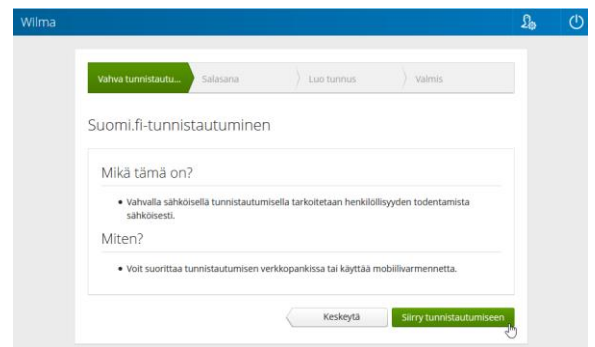 Wilma
Vahva tunnistautu... Salasana Luo tunnus Valmis
Suomi.fi-tunnistautuminen
Mikä tämä on?
• Vahvalla sähköisellä tunnistautumisella tarkoitetaan henkilöllisyyden todentamista
sähköisesti.
Miten?
• Voit suorittaa tunnistautumisen verkkopankissa tai käyttää mobiilivarmennetta.
Keskeytä Siirry tunnistautumiseen